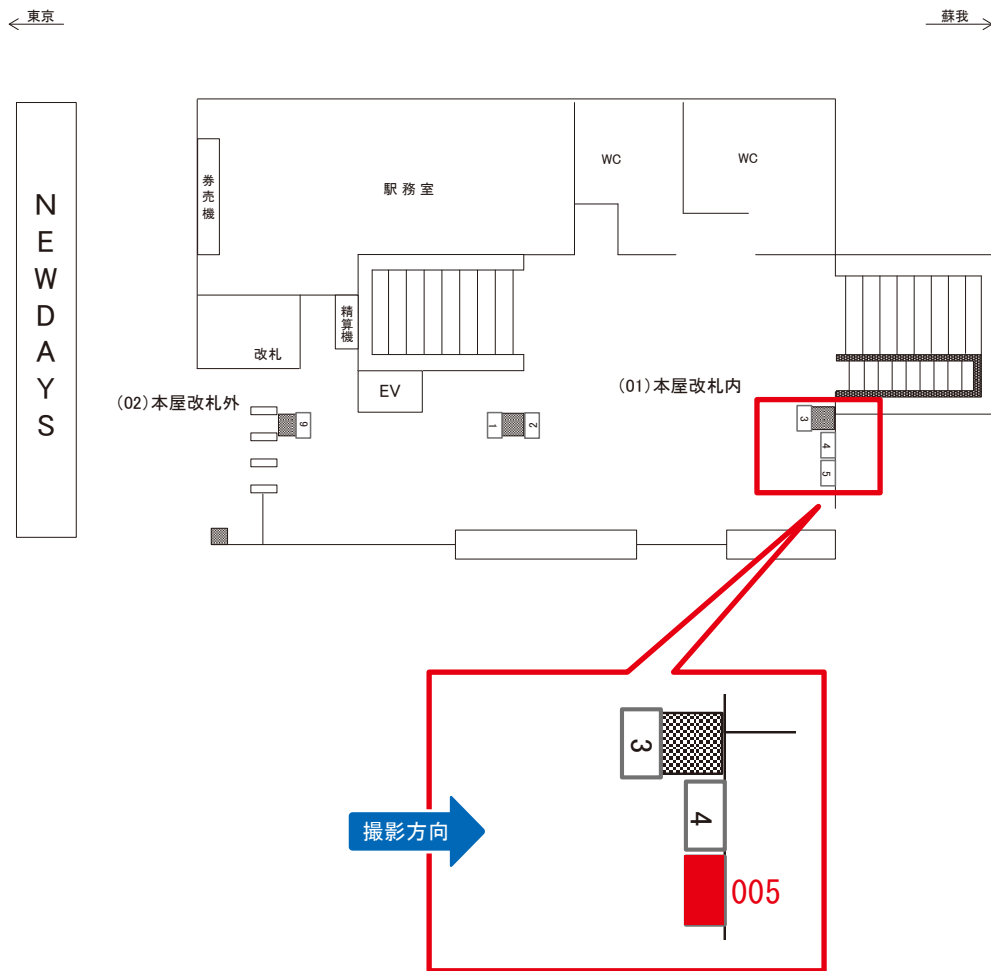 東京
蘇我
NEWDAYS
券売機
駅務室
WC
WC
精算機
改札
EV
(01)本屋改札内
(02)本屋改札外
9
1
2
3
4
5
3
4
撮影方向
005